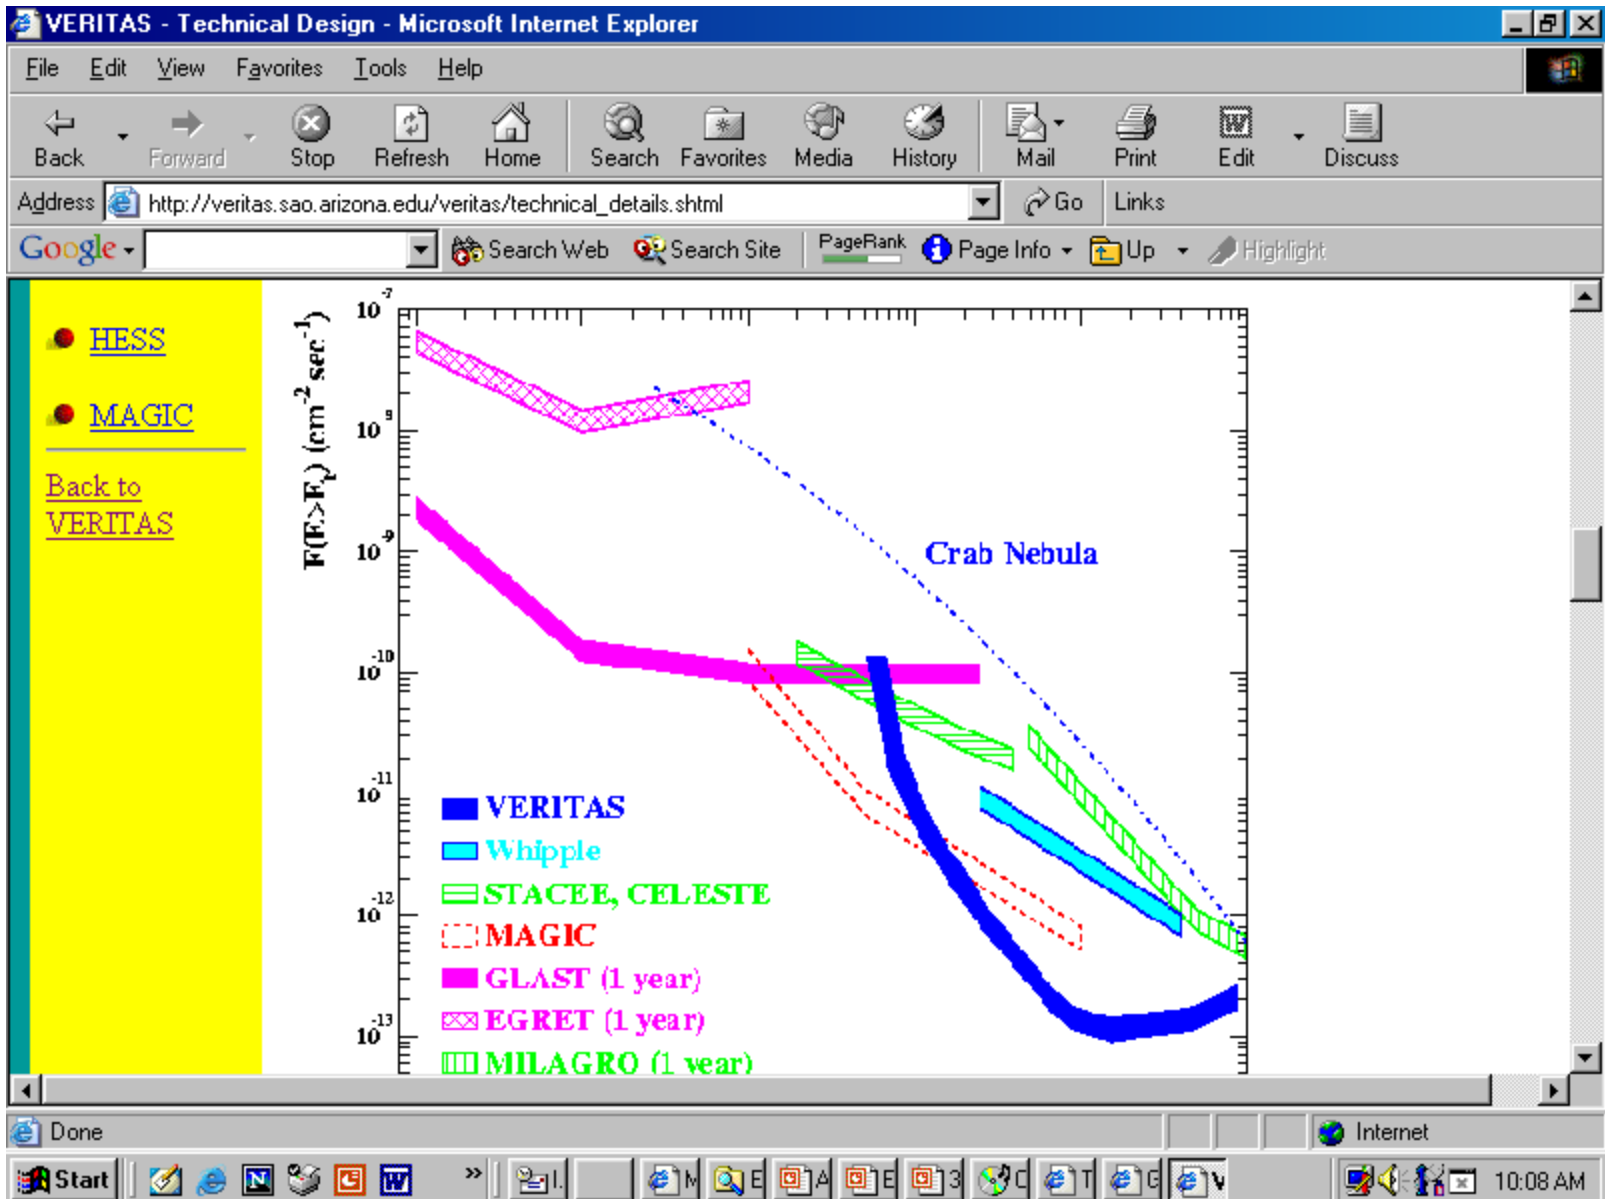 VERITAS - Technical Design - Microsoft Internet Explorer
File Edit View Favorites Tools Help
Back Forward Stop Refresh Home Search Favorites Media History Mail Print Edit Discuss
Address http://veritas.sao.arizona.edu/veritas/technical_details.shtml Go Links
Google Search Web Search Site PageRank Page Info Up Highlight
HESS
MAGIC
Back to
VERITAS
F(E>E_t) (cm^-2 sec^-1)
10^-7
10^-8
10^-9
10^-10
10^-11
10^-12
10^-13
Crab Nebula
VERITAS
Whipple
STACEE, CELESTE
MAGIC
GLAST (1 year)
EGRET (1 year)
MILAGRO (1 year)
Done Internet
Start » I. M E A E 3 C T G V 10:08 AM